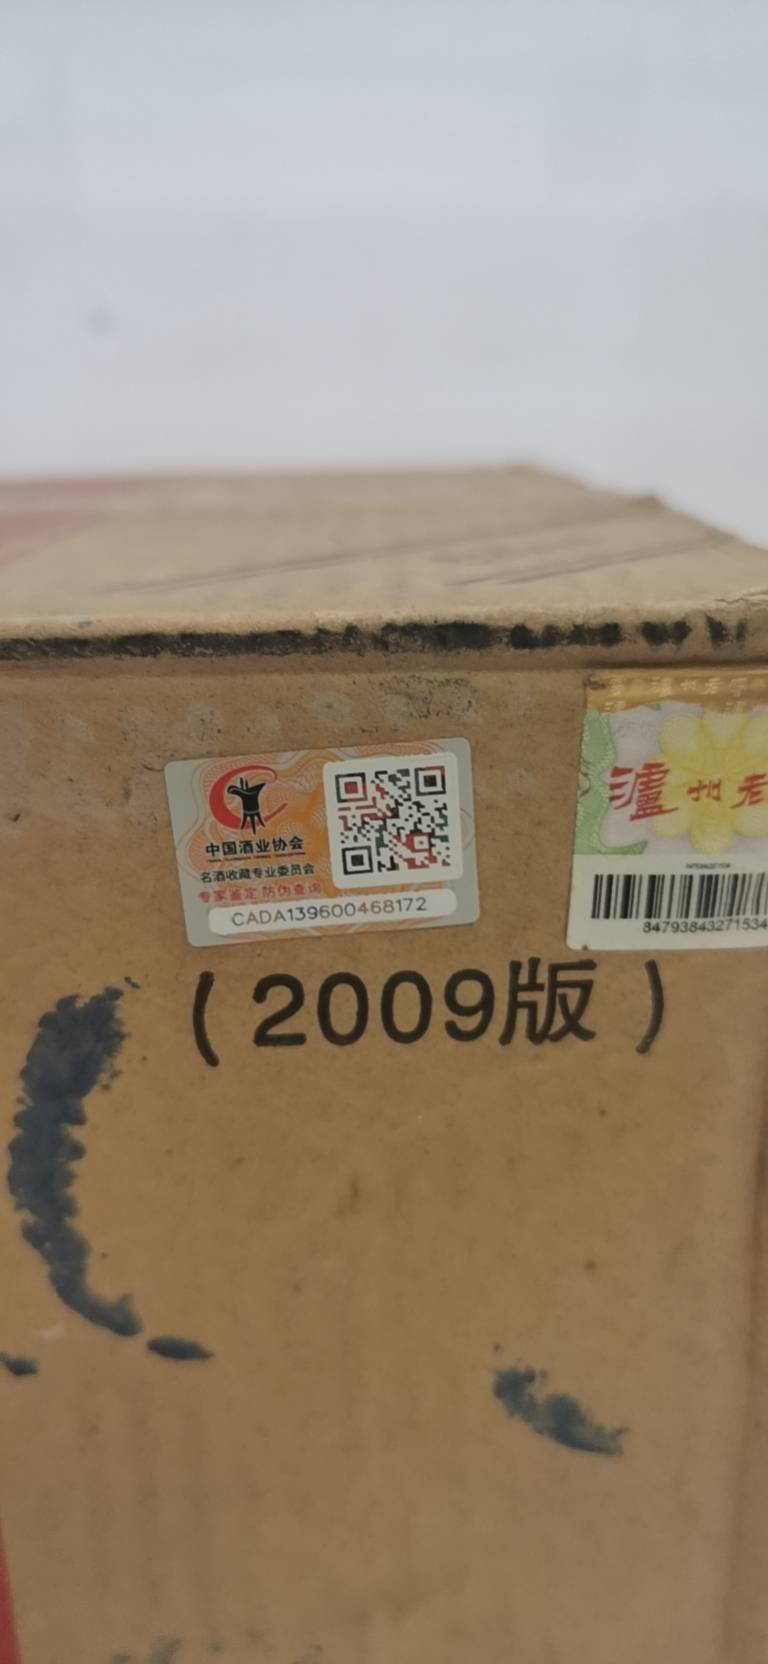 中国酒业协会
名酒收藏专业委员会
专家鉴定 防伪查询
CADA139600468172
泸州老
84793843271534
(2009版)